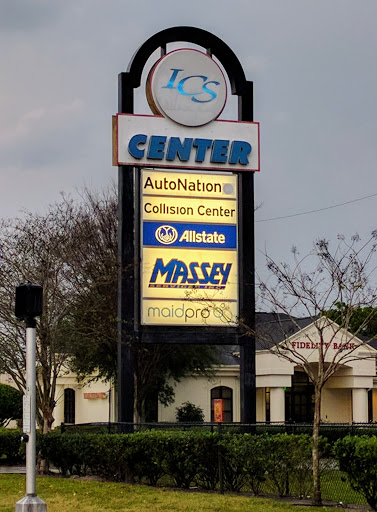 ICS
CENTER
AutoNation
Collision Center
Allstate
MASSEY
maidpro
FIDELITY BANK